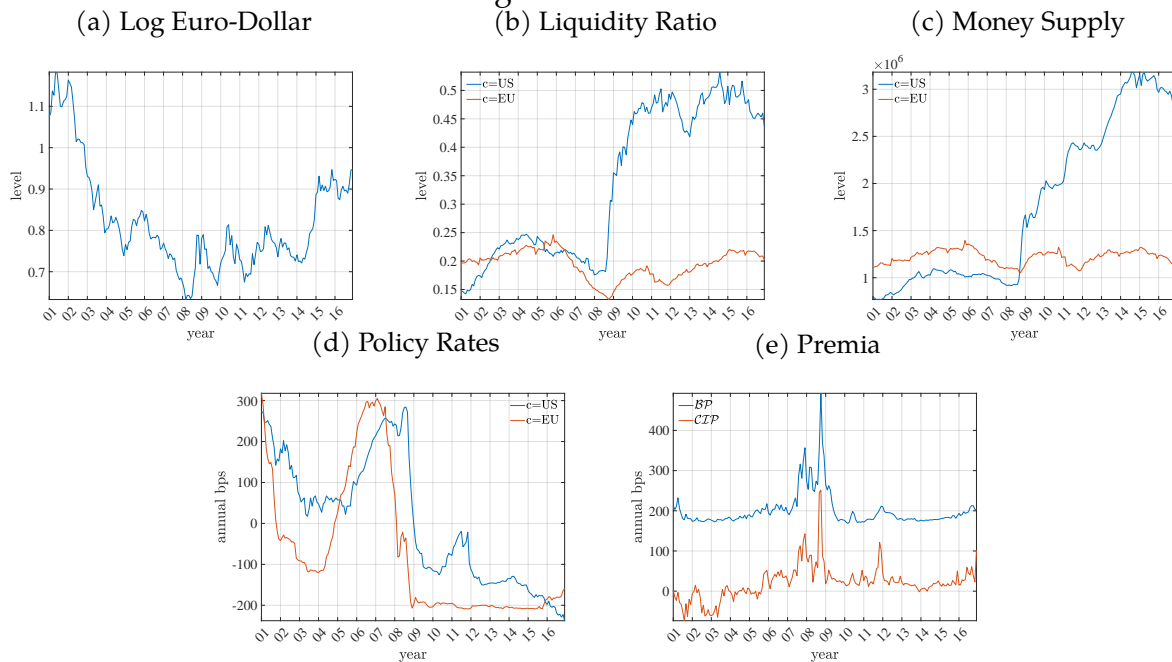 (a) Log Euro-Dollar
(b) Liquidity Ratio
(c) Money Supply
level
1.1
1
0.9
0.8
0.7
01 02 03 04 05 06 07 08 09 10 11 12 13 14 15 16
year
c=US
c=EU
level
0.5
0.45
0.4
0.35
0.3
0.25
0.2
0.15
01 02 03 04 05 06 07 08 09 10 11 12 13 14 15 16
year
×10⁶
c=US
c=EU
level
3
2.5
2
1.5
1
01 02 03 04 05 06 07 08 09 10 11 12 13 14 15 16
year
(d) Policy Rates
(e) Premia
c=US
c=EU
annual bps
300
200
100
0
-100
-200
01 02 03 04 05 06 07 08 09 10 11 12 13 14 15 16
year
BP
CIP
annual bps
400
300
200
100
0
01 02 03 04 05 06 07 08 09 10 11 12 13 14 15 16
year